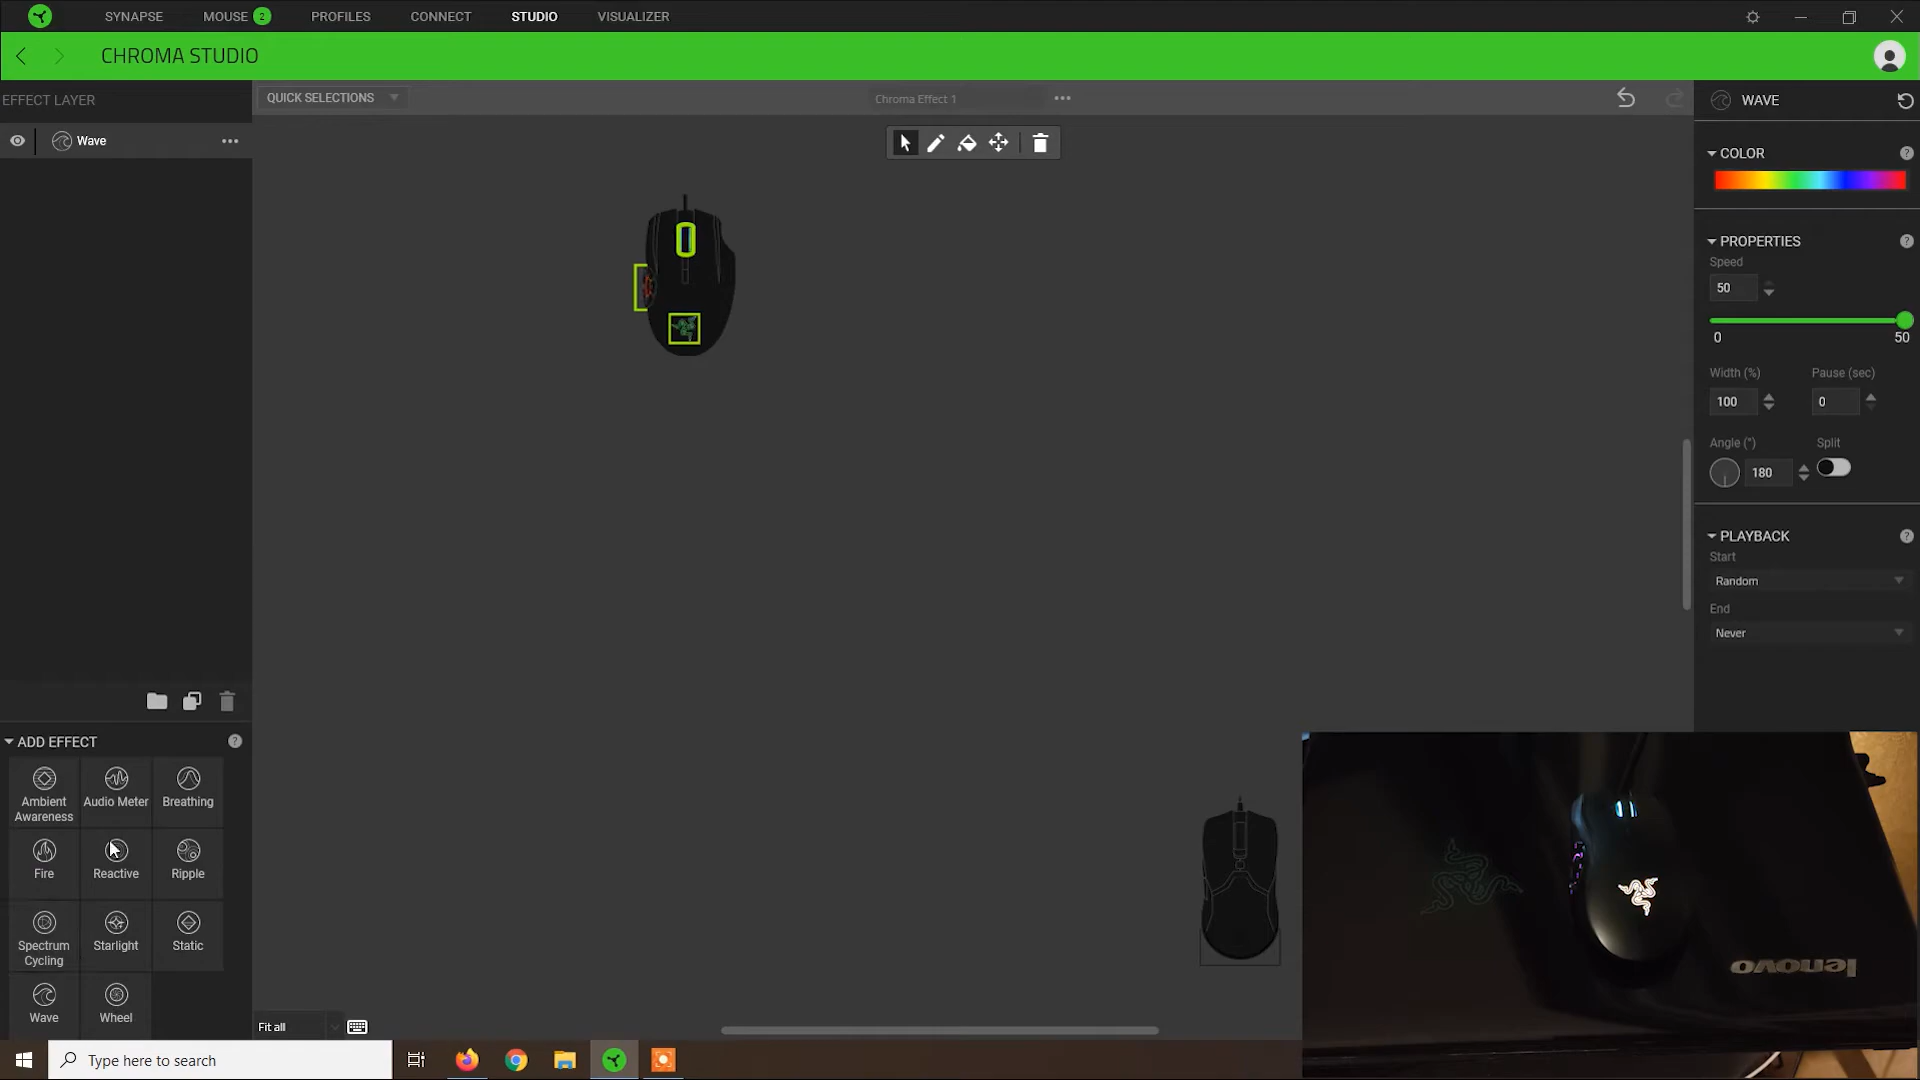 SYNAPSE MOUSE 2 PROFILES CONNECT STUDIO VISUALIZER
CHROMA STUDIO
EFFECT LAYER
Wave
QUICK SELECTIONS
Chroma Effect 1
WAVE
COLOR
PROPERTIES
Speed
50
0 50
Width (%) Pause (sec)
100 0
Angle (°) Split
180
PLAYBACK
Start
Random
End
Never
ADD EFFECT
Ambient Awareness
Audio Meter
Breathing
Fire
Reactive
Ripple
Spectrum Cycling
Starlight
Static
Wave
Wheel
Fit all
lenovo
Type here to search